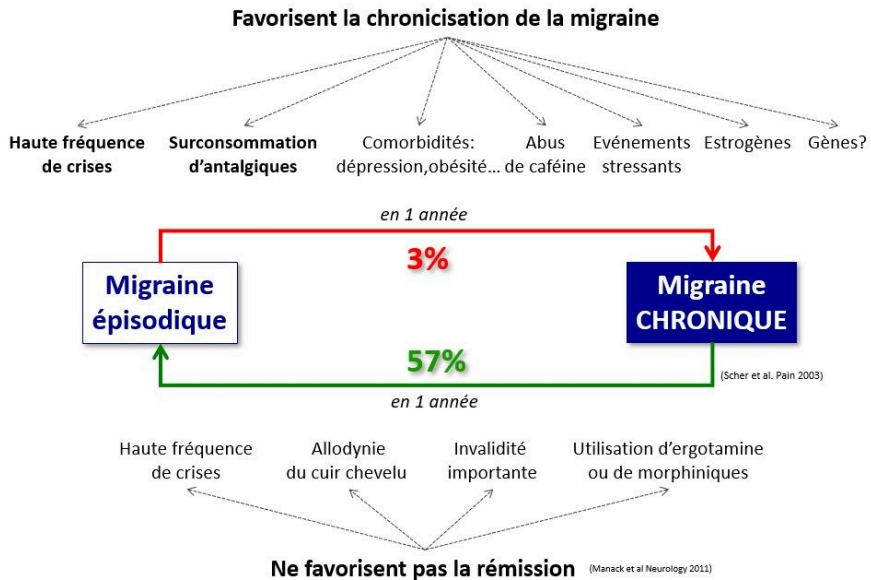 Favorisent la chronicisation de la migraine
Haute fréquence
de crises
Surconsommation
d'antalgiques
Comorbidités:
dépression,obésité...
Abus
de caféine
Evénements
stressants
Estrogènes
Gènes?
en 1 année
3%
Migraine
épisodique
Migraine
CHRONIQUE
57%
(Scher et al. Pain 2003)
en 1 année
Haute fréquence
de crises
Allodynie
du cuir chevelu
Invalidité
importante
Utilisation d'ergotamine
ou de morphiniques
Ne favorisent pas la rémission (Manack et al Neurology 2011)